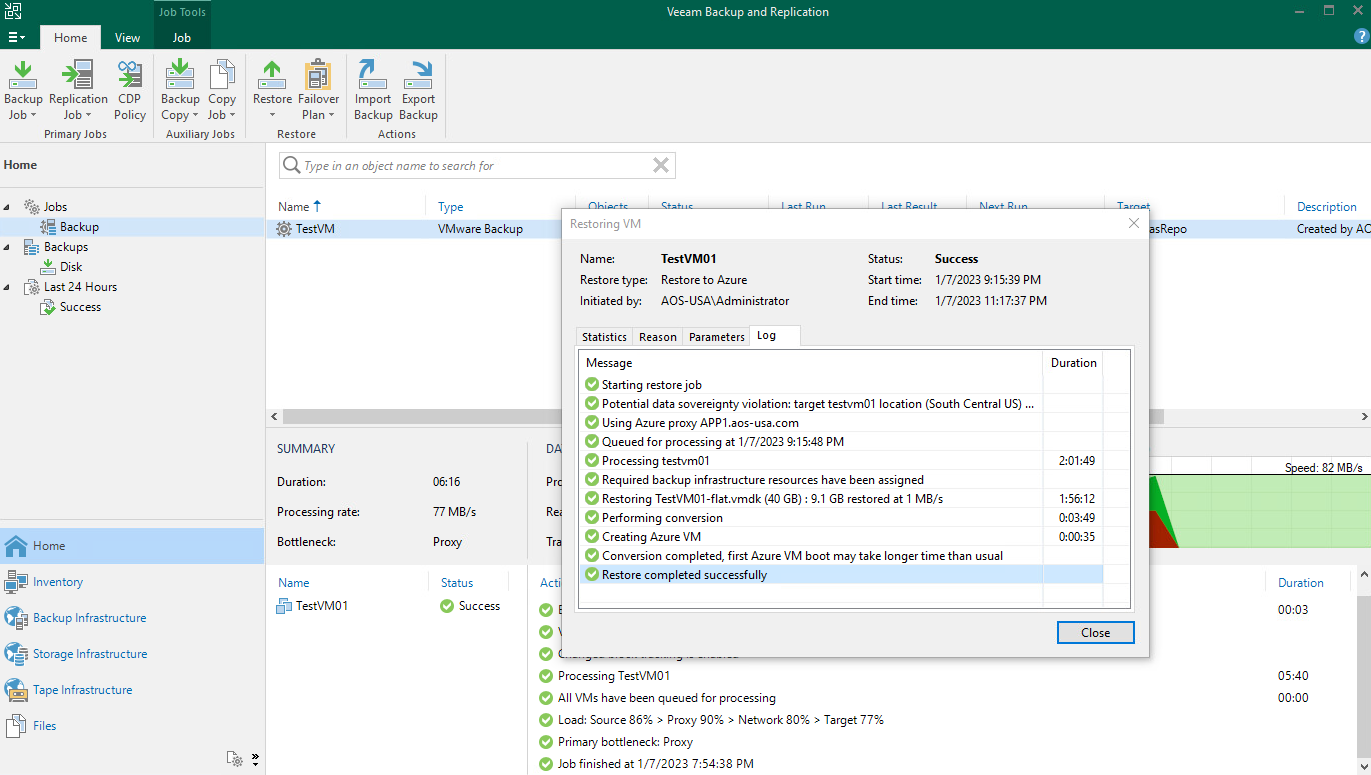 Job Tools
Veeam Backup and Replication
Home View Job
Backup Job Replication Job CDP Policy Backup Copy Copy Job Restore Failover Plan Import Backup Export Backup
Primary Jobs Auxiliary Jobs Restore Actions
Home
Type in an object name to search for
Jobs
Backup
Backups
Disk
Last 24 Hours
Success
Name Type Objects Status Last Run Last Result Next Run Target Description
TestVM VMware Backup asRepo Created by AO
Restoring VM
Name: TestVM01 Status: Success
Restore type: Restore to Azure Start time: 1/7/2023 9:15:39 PM
Initiated by: AOS-USA\Administrator End time: 1/7/2023 11:17:37 PM
Statistics Reason Parameters Log
Message Duration
Starting restore job
Potential data sovereignty violation: target testvm01 location (South Central US) ...
Using Azure proxy APP1.aos-usa.com
Queued for processing at 1/7/2023 9:15:48 PM
Processing testvm01 2:01:49
Required backup infrastructure resources have been assigned
Restoring TestVM01-flat.vmdk (40 GB) : 9.1 GB restored at 1 MB/s 1:56:12
Performing conversion 0:03:49
Creating Azure VM 0:00:35
Conversion completed, first Azure VM boot may take longer time than usual
Restore completed successfully
Close
SUMMARY DA
Duration: 06:16 Pro
Processing rate: 77 MB/s Rea
Bottleneck: Proxy Tra
Speed: 82 MB/s
Home
Inventory
Backup Infrastructure
Storage Infrastructure
Tape Infrastructure
Files
Name Status
TestVM01 Success
Duration
00:03
Processing TestVM01 05:40
All VMs have been queued for processing 00:00
Load: Source 86% > Proxy 90% > Network 80% > Target 77%
Primary bottleneck: Proxy
Job finished at 1/7/2023 7:54:38 PM